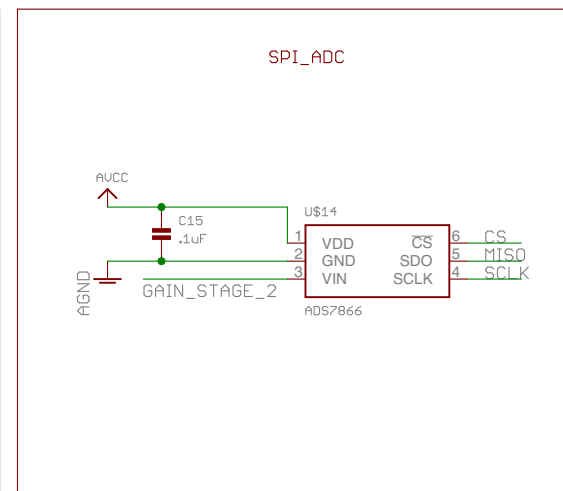 SPI_ADC
AVCC
C15
.1uF
AGND
GAIN_STAGE_2
U$14
1 VDD CS 6 CS
2 GND SDO 5 MISO
3 VIN SCLK 4 SCLK
ADS7866